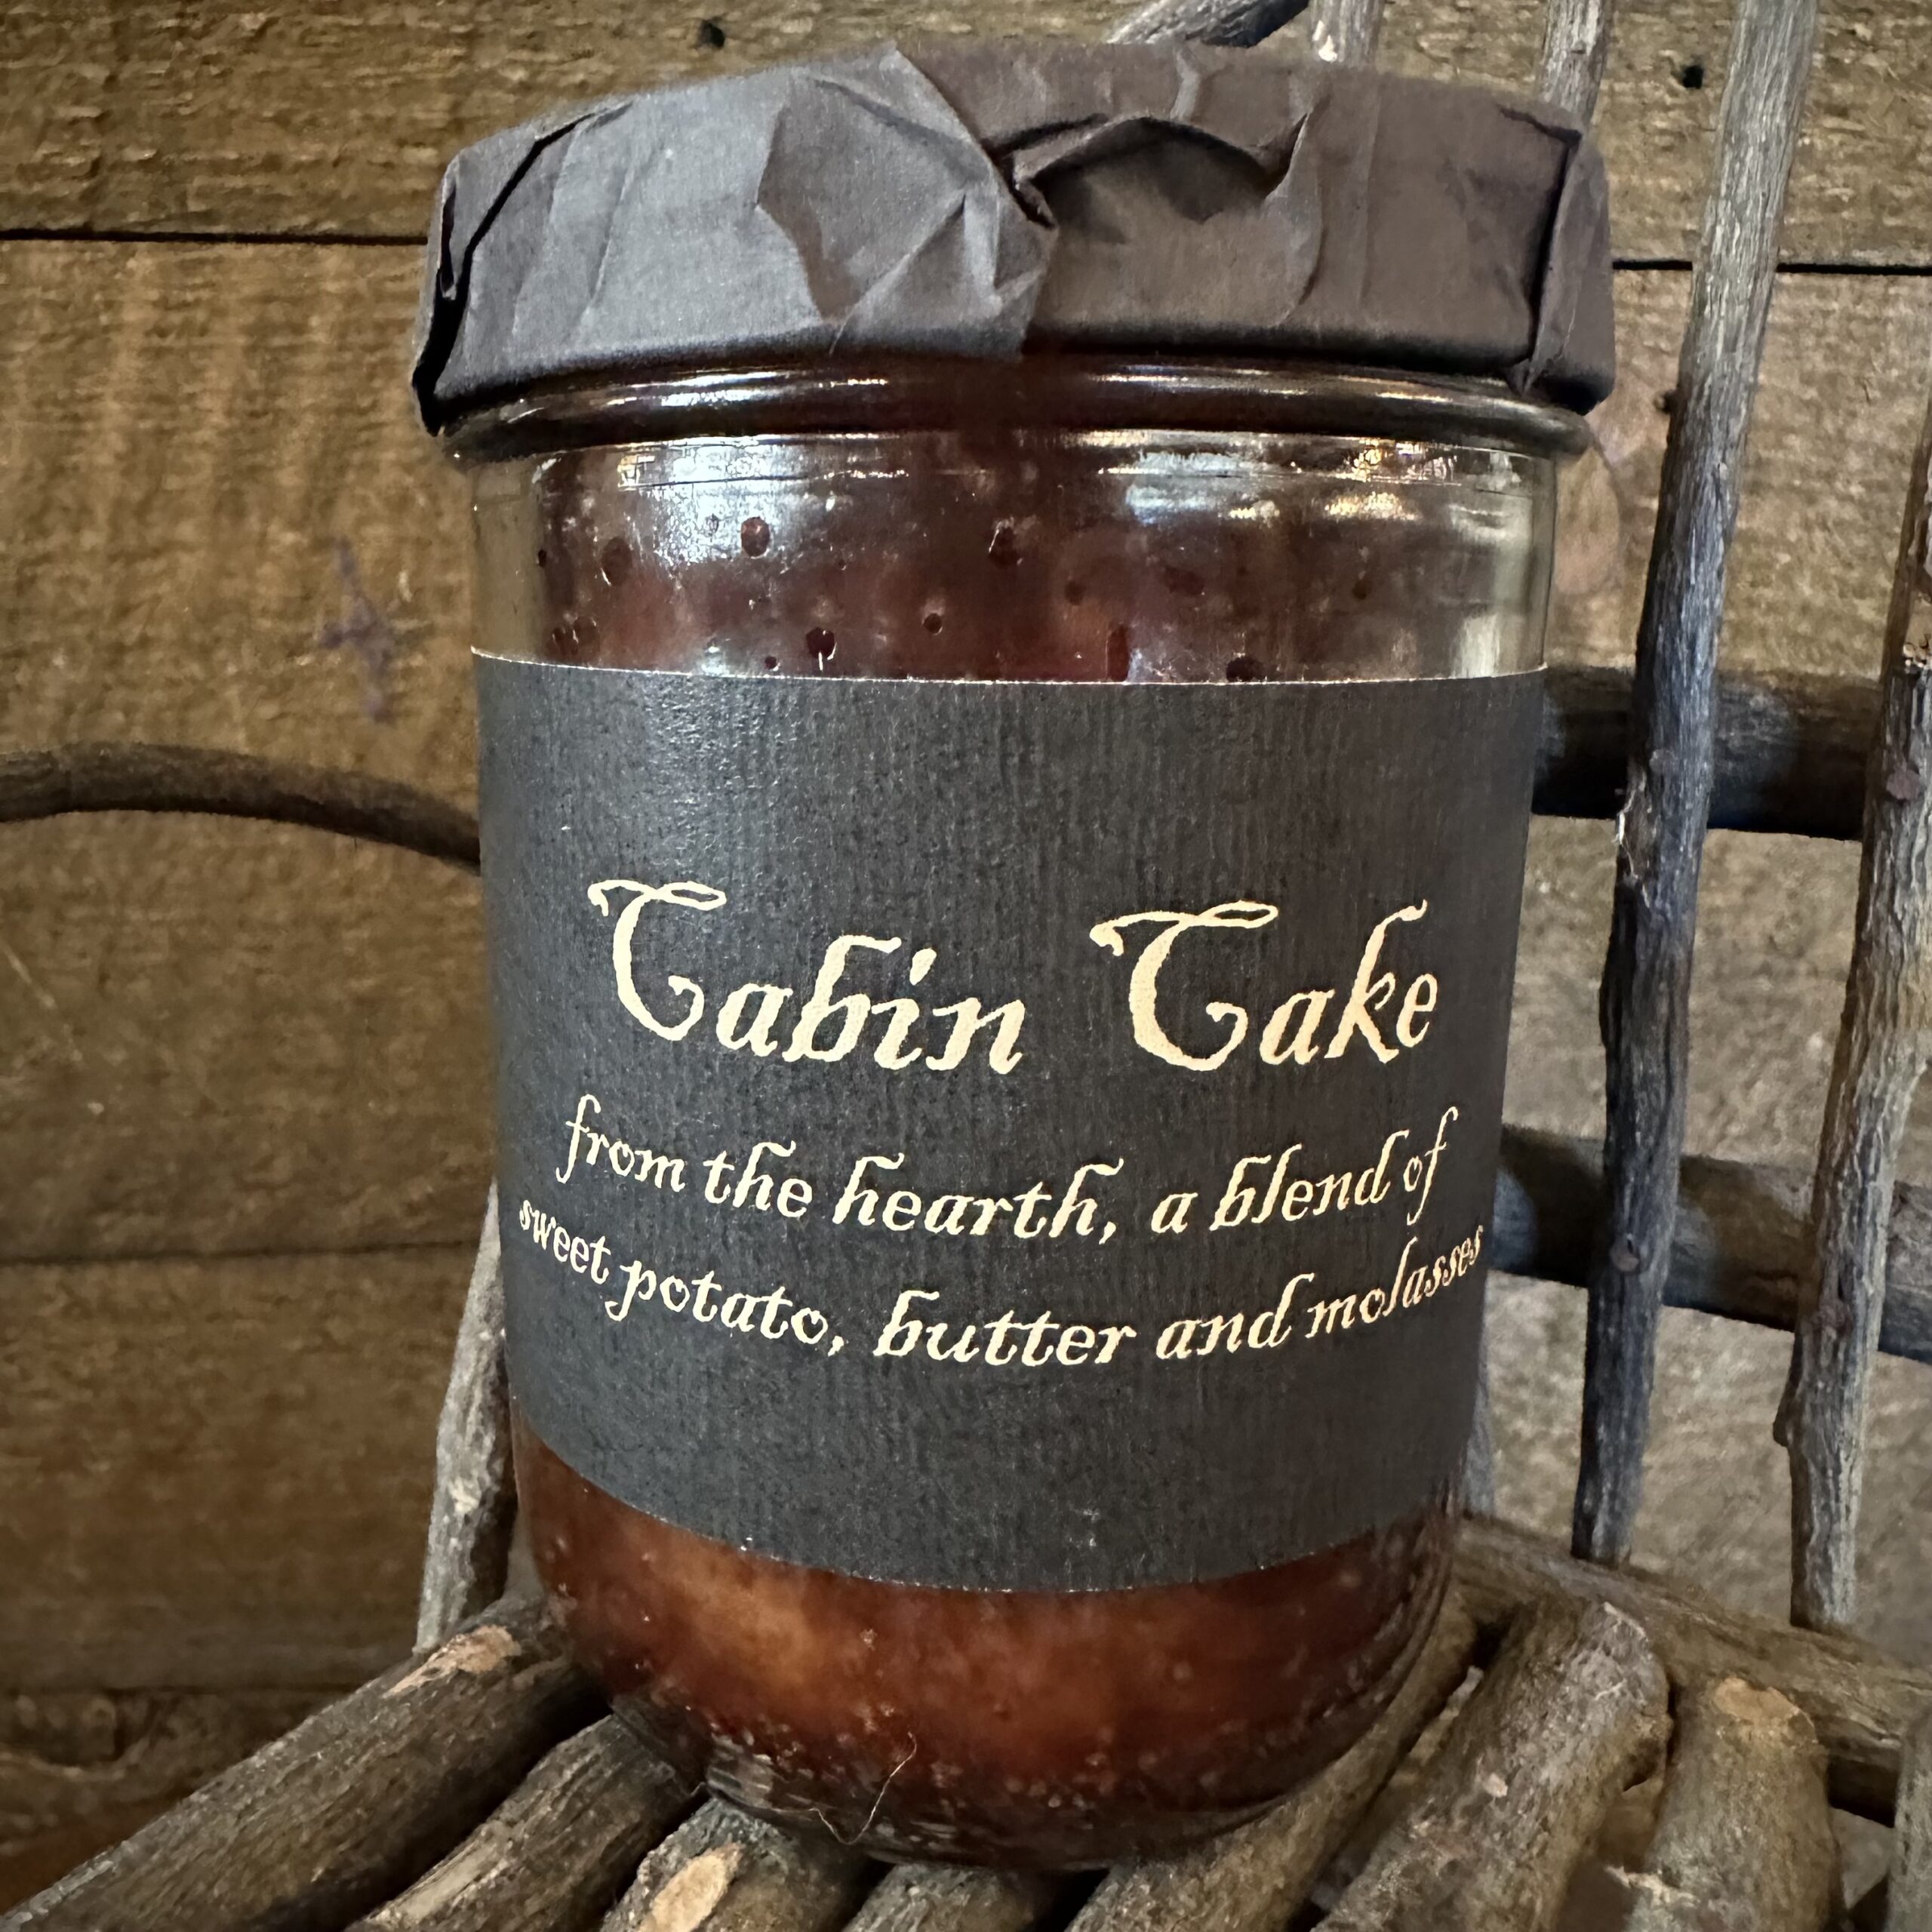 Cabin Cake
from the hearth, a blend of
sweet potato, butter and molasses